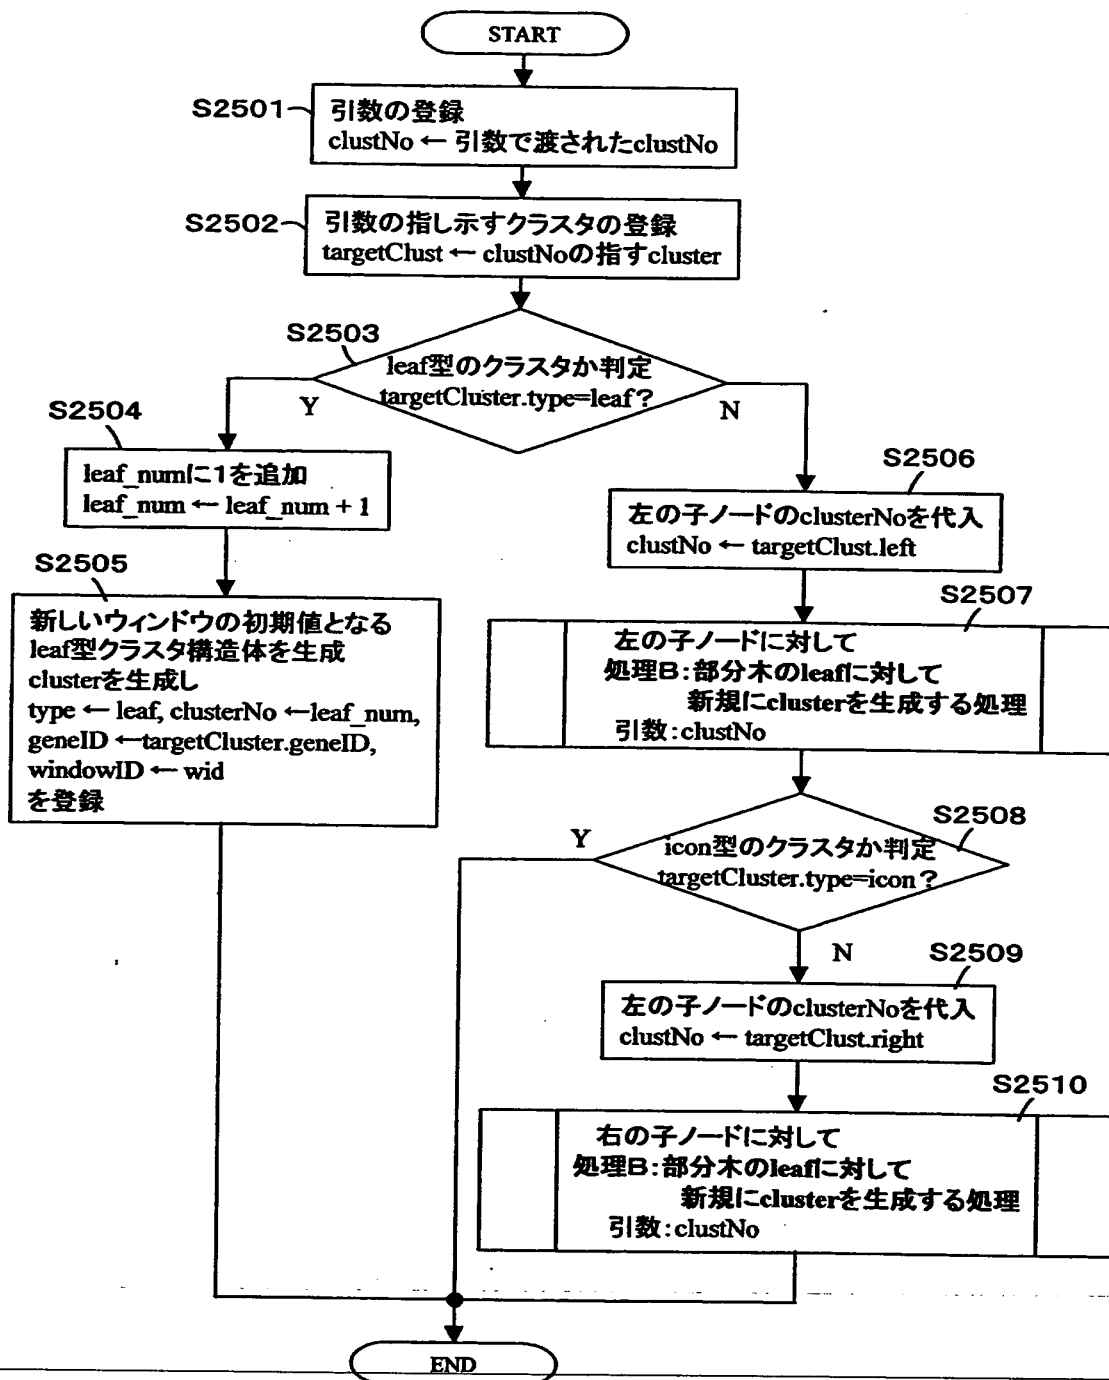 START
S2501
引数の登録
clustNo ← 引数で渡されたclustNo
S2502
引数の指し示すクラスタの登録
targetClust ← clustNoの指すcluster
S2503
leaf型のクラスタか判定
targetCluster.type=leaf？
Y
N
S2504
leaf_numに1を追加
leaf_num ← leaf_num + 1
S2505
新しいウィンドウの初期値となる
leaf型クラスタ構造体を生成
clusterを生成し
type ← leaf, clusterNo ←leaf_num,
geneID ←targetCluster.geneID,
windowID ← wid
を登録
S2506
左の子ノードのclusterNoを代入
clustNo ← targetClust.left
S2507
左の子ノードに対して
処理B：部分木のleafに対して
新規にclusterを生成する処理
引数：clustNo
S2508
icon型のクラスタか判定
targetCluster.type=icon？
Y
N
S2509
左の子ノードのclusterNoを代入
clustNo ← targetClust.right
S2510
右の子ノードに対して
処理B：部分木のleafに対して
新規にclusterを生成する処理
引数：clustNo
END